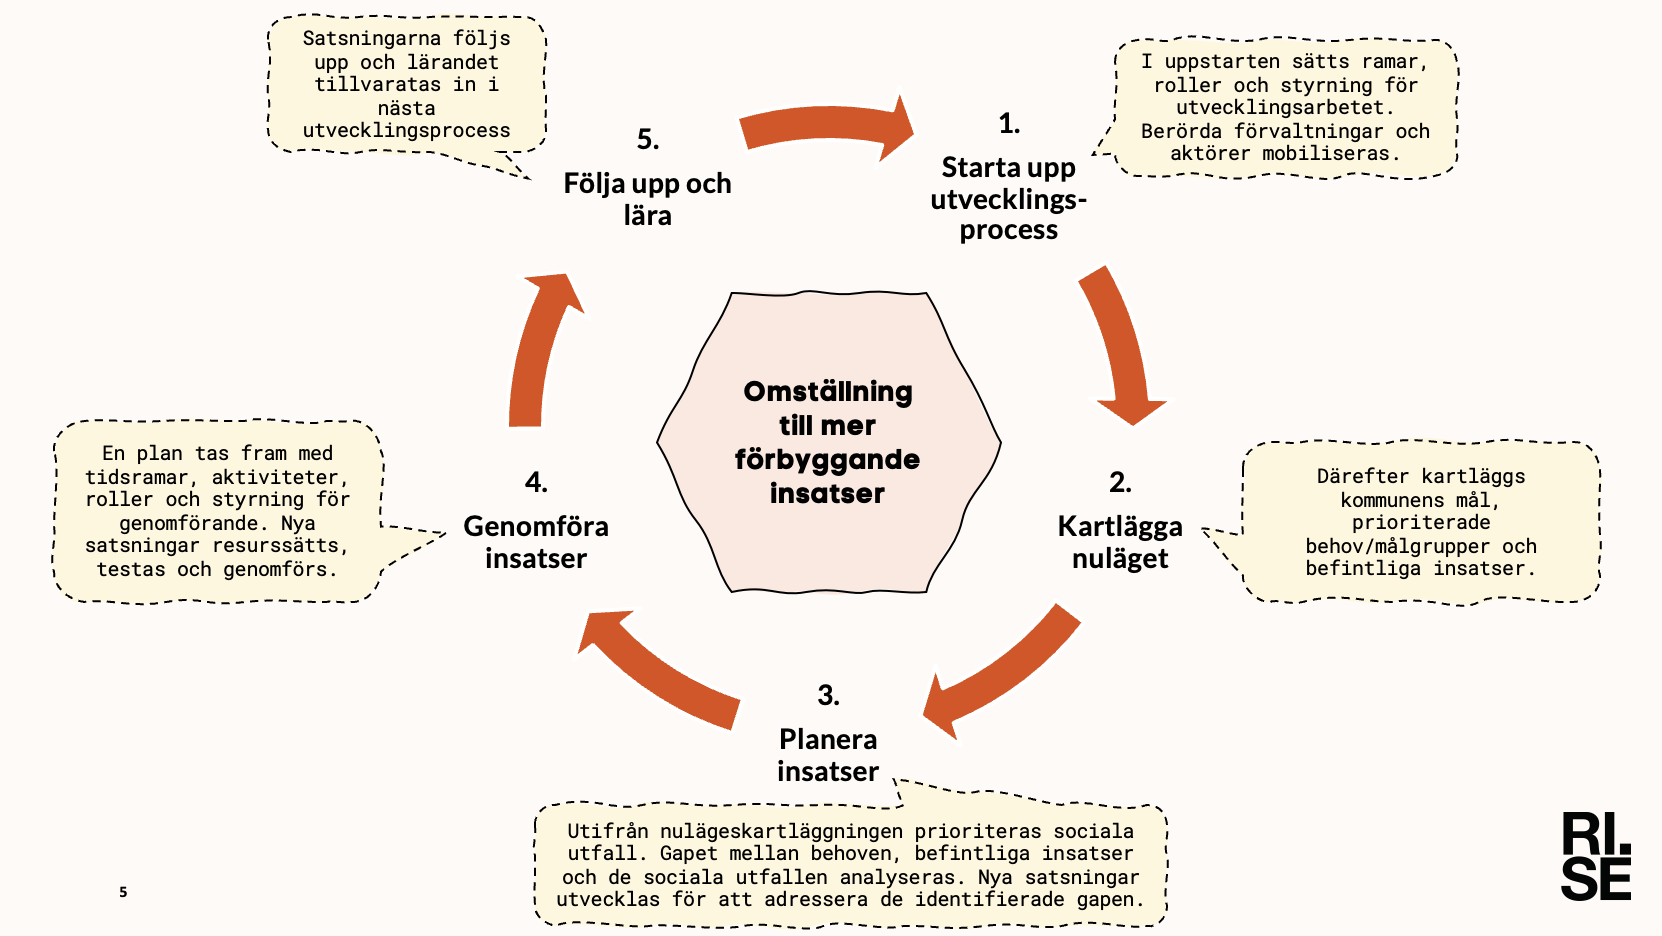 Satsningarna följs
upp och lärandet
tillvaratas in i
nästa
utvecklingsprocess
I uppstarten sätts ramar,
roller och styrning för
utvecklingsarbetet.
Berörda förvaltningar och
aktörer mobiliseras.
5.
Följa upp och
lära
1.
Starta upp
utvecklings-
process
Omställning
till mer
förbyggande
insatser
En plan tas fram med
tidsramar, aktiviteter,
roller och styrning för
genomförande. Nya
satsningar resurssätts,
testas och genomförs.
4.
Genomföra
insatser
2.
Kartlägga
nuläget
Därefter kartläggs
kommunens mål,
prioriterade
behov/målgrupper och
befintliga insatser.
3.
Planera
insatser
Utifrån nulägeskartläggningen prioriteras sociala
utfall. Gapet mellan behoven, befintliga insatser
och de sociala utfallen analyseras. Nya satsningar
utvecklas för att adressera de identifierade gapen.
5
RI.
SE